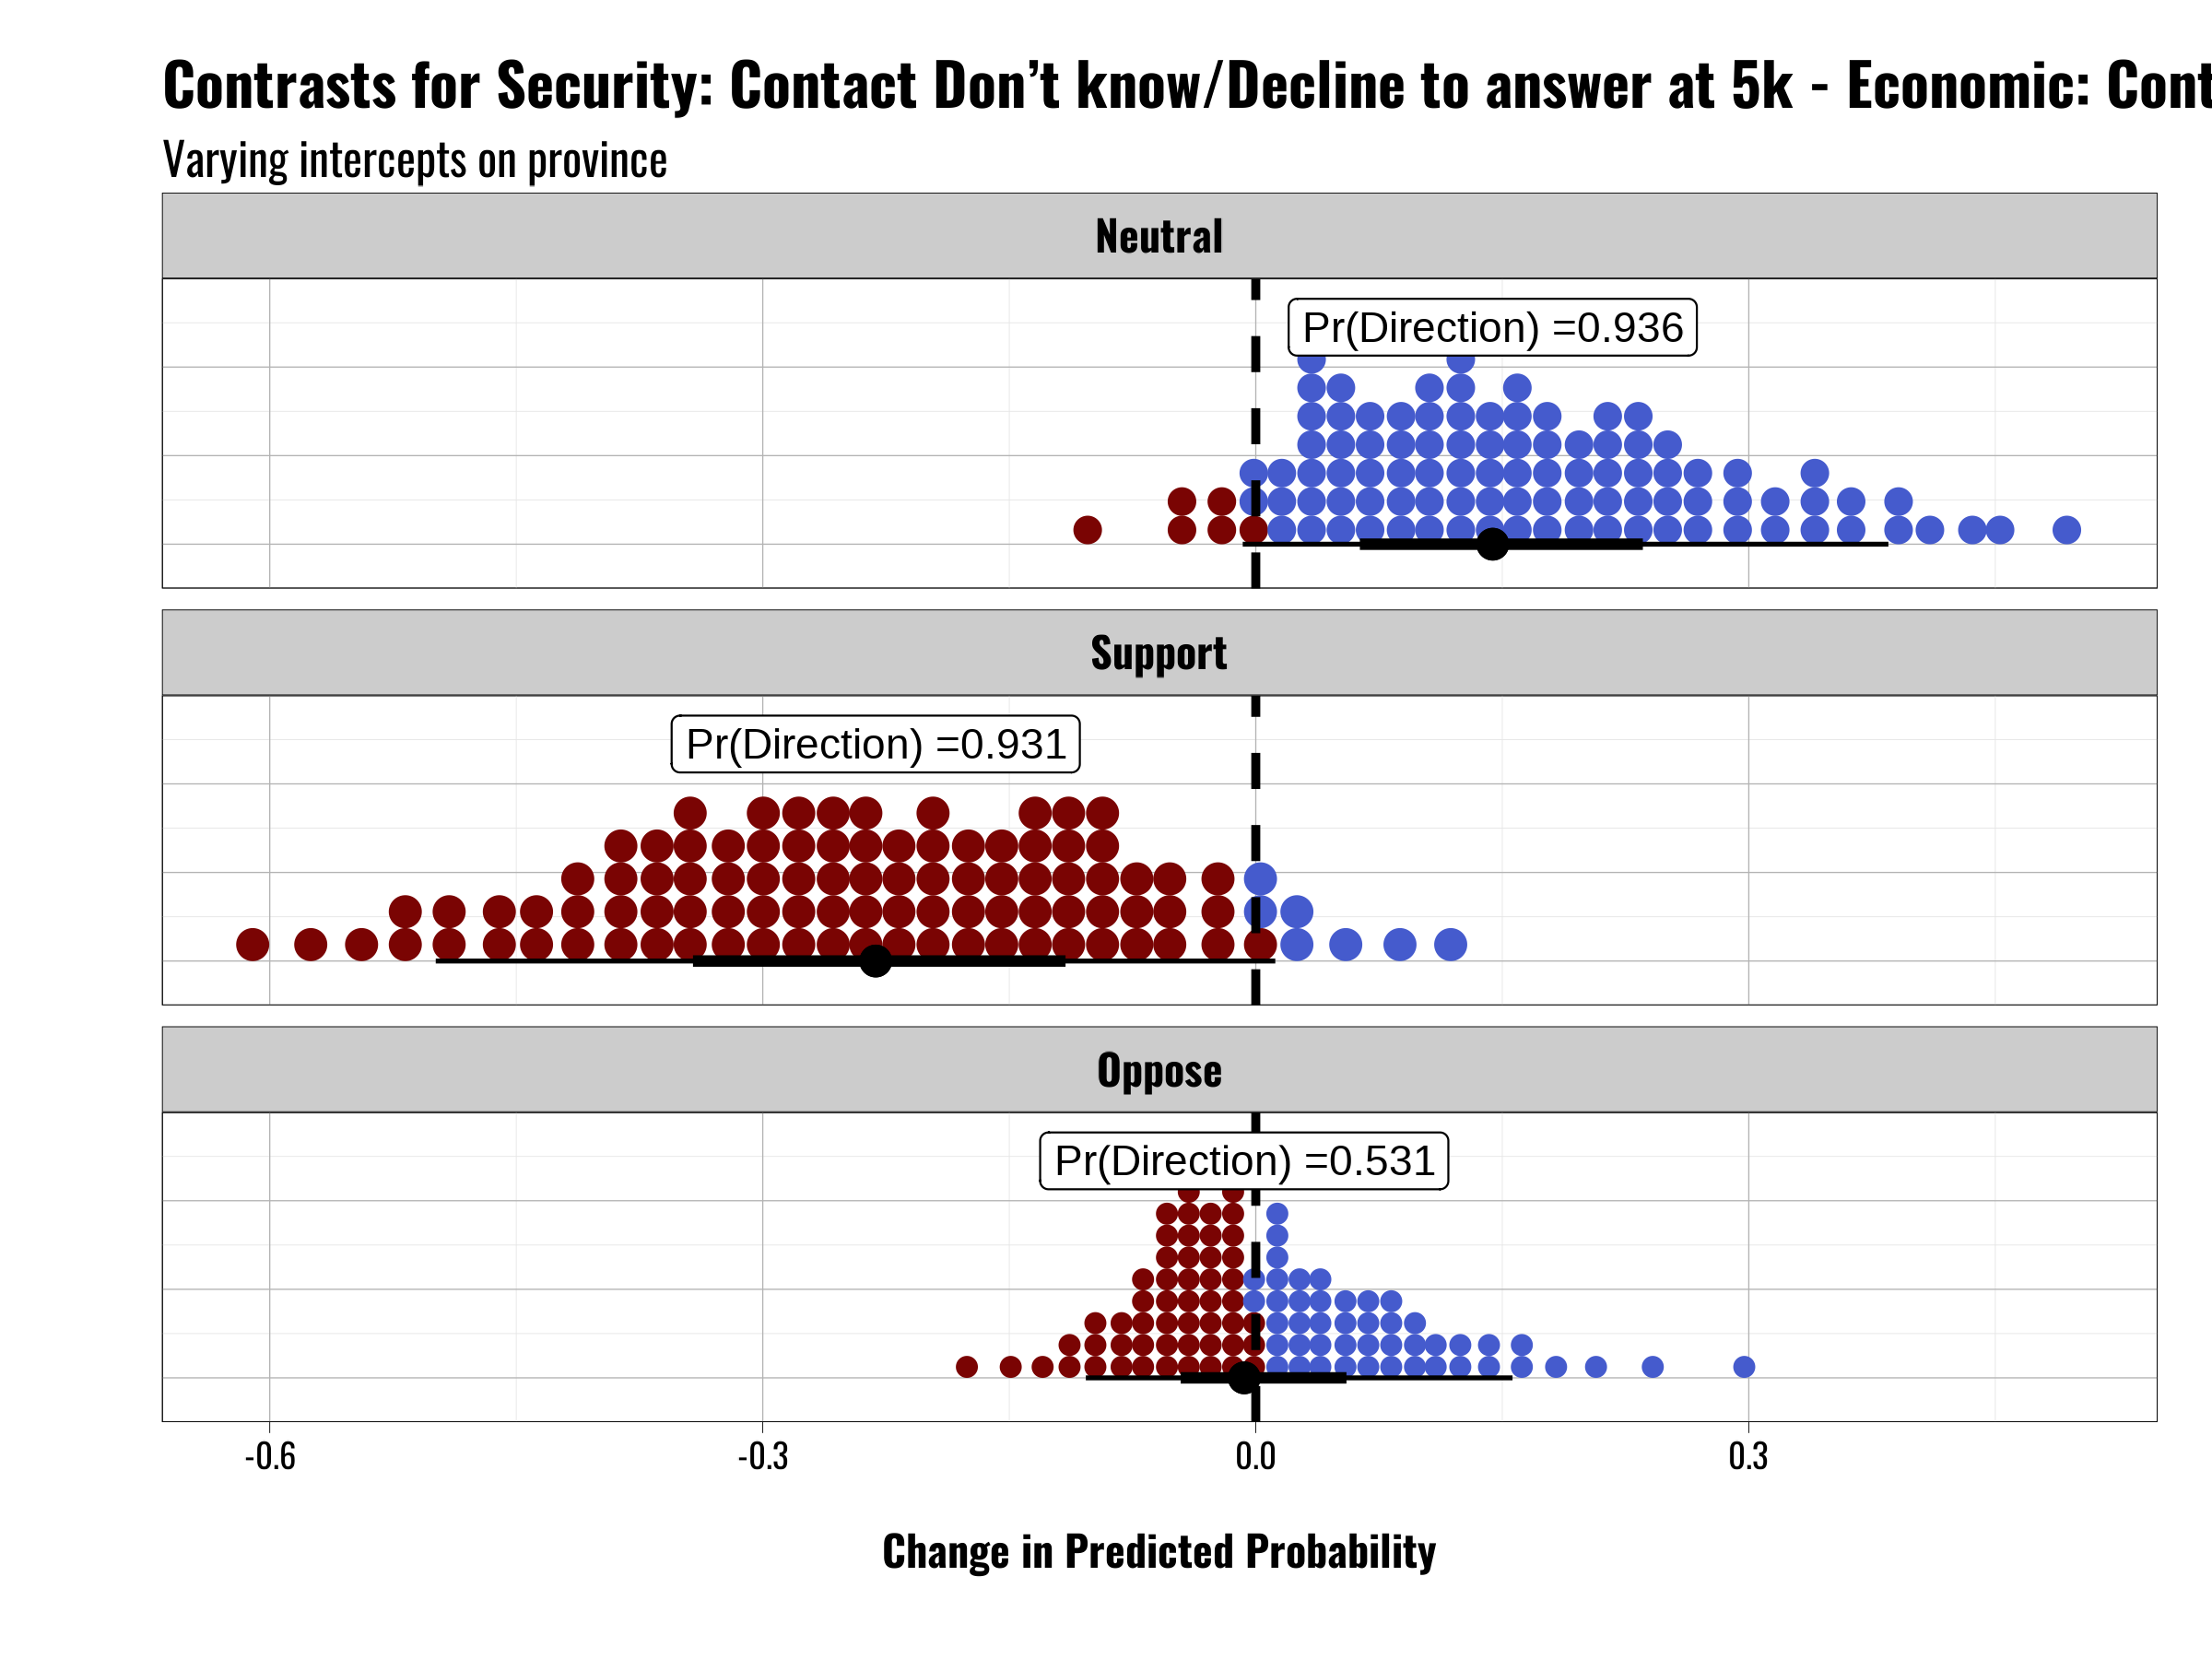 Contrasts for Security: Contact Don’t know/Decline to answer at 5k - Economic: Cont
Varying intercepts on province
Neutral
Pr(Direction) =0.936
Support
Pr(Direction) =0.931
Oppose
Pr(Direction) =0.531
-0.6 -0.3 0.0 0.3
Change in Predicted Probability